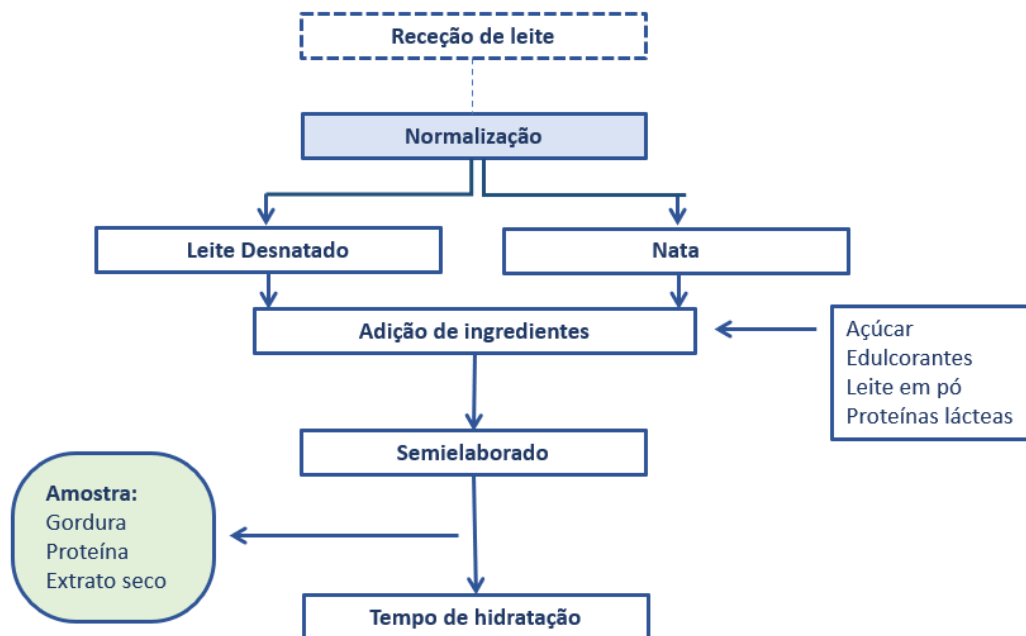 Receção de leite
Normalização
Leite Desnatado
Nata
Adição de ingredientes
Açúcar
Edulcorantes
Leite em pó
Proteínas lácteas
Semielaborado
Amostra:
Gordura
Proteína
Extrato seco
Tempo de hidratação